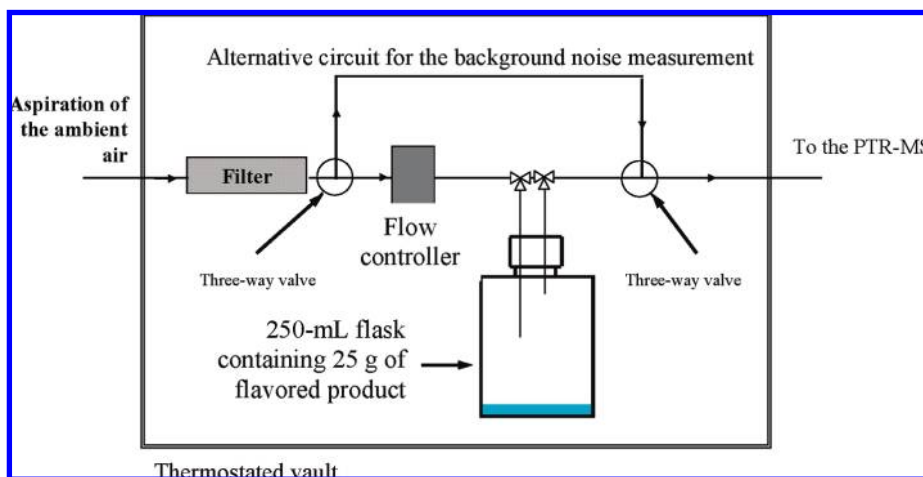 Alternative circuit for the background noise measurement
Aspiration of
the ambient
air
To the PTR-MS
Filter
Flow
controller
Three-way valve
Three-way valve
250-mL flask
containing 25 g of
flavored product
Thermostated vault